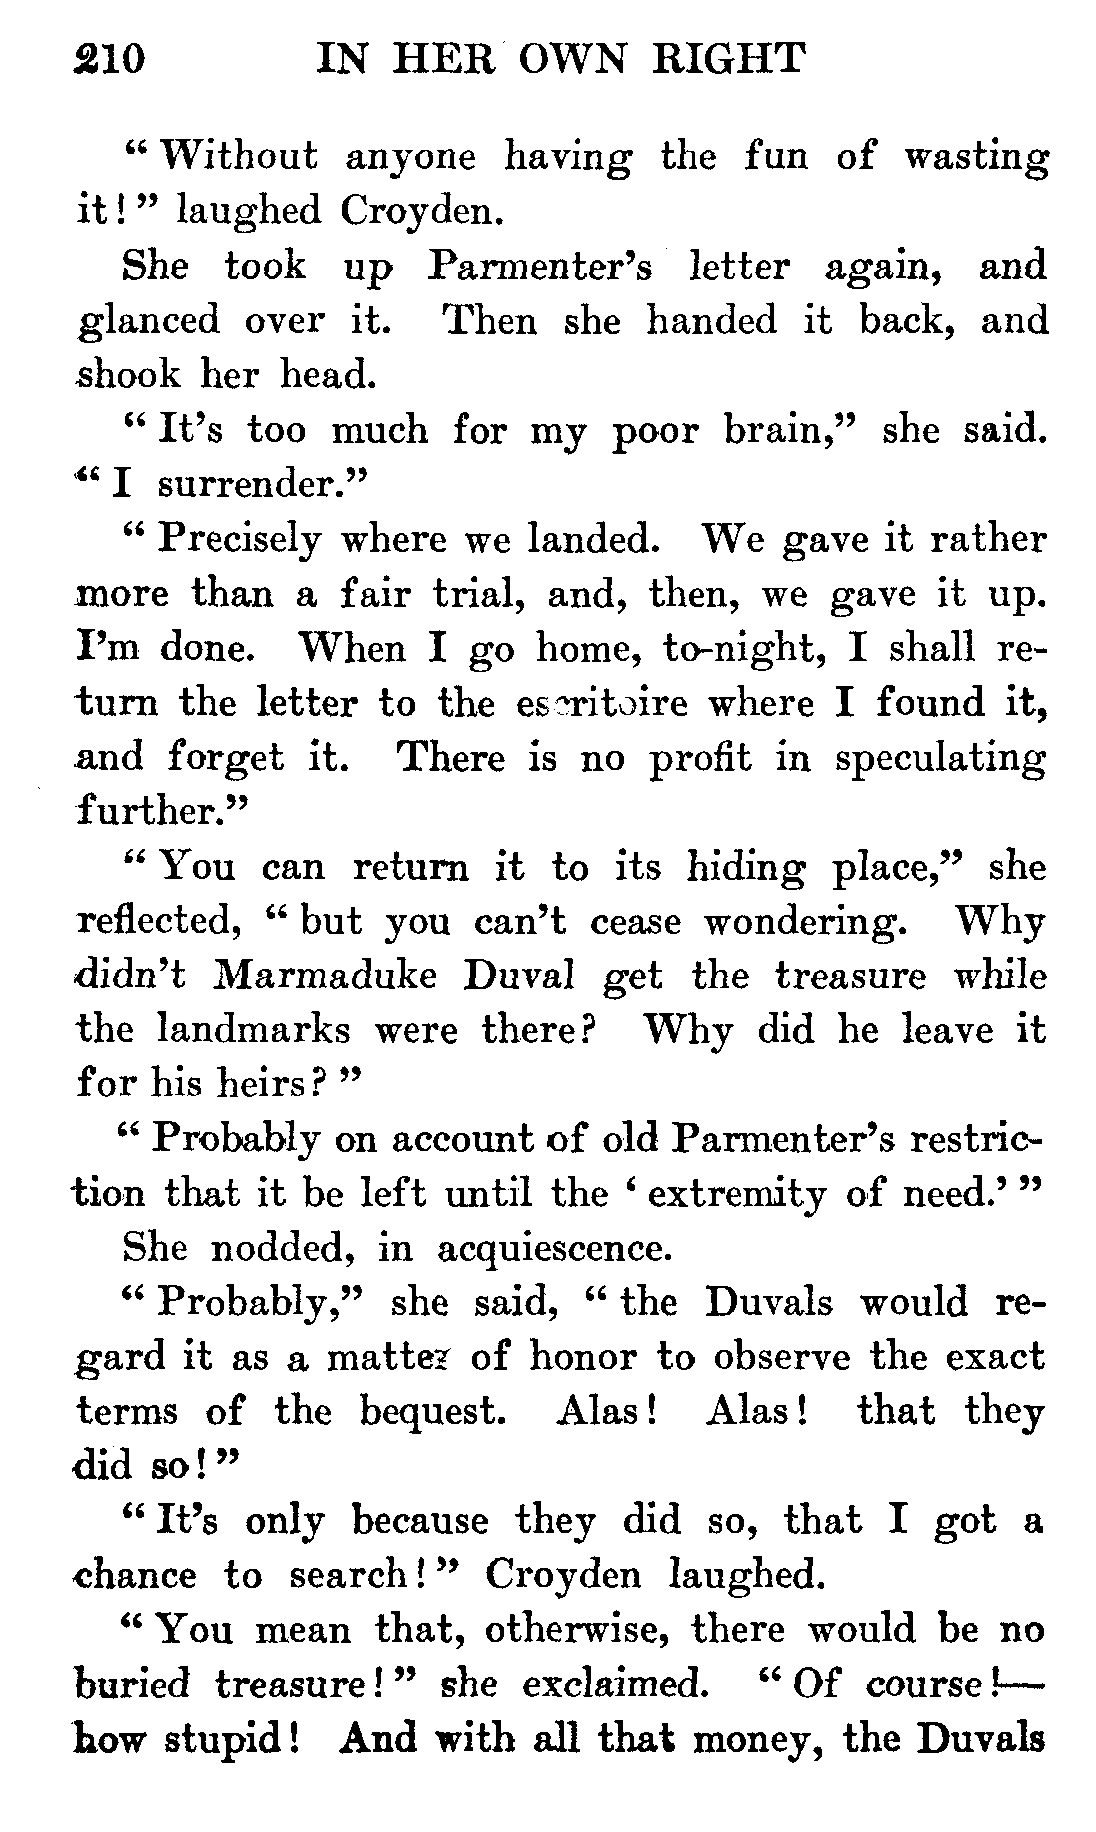 210 IN HER OWN RIGHT
“ Without anyone having the fun of wasting
it! ” laughed Croyden.
She took up Parmenter’s letter again, and
glanced over it. Then she handed it back, and
shook her head.
“ It’s too much for my poor brain,” she said.
“ I surrender.”
“ Precisely where we landed. We gave it rather
more than a fair trial, and, then, we gave it up.
I’m done. When I go home, to-night, I shall re-
turn the letter to the escritoire where I found it,
and forget it. There is no profit in speculating
further.”
“ You can return it to its hiding place,” she
reflected, “ but you can’t cease wondering. Why
didn’t Marmaduke Duval get the treasure while
the landmarks were there? Why did he leave it
for his heirs? ”
“ Probably on account of old Parmenter’s restric-
tion that it be left until the ‘ extremity of need.’ ”
She nodded, in acquiescence.
“ Probably,” she said, “ the Duvals would re-
gard it as a matter of honor to observe the exact
terms of the bequest. Alas! Alas! that they
did so! ”
“ It’s only because they did so, that I got a
chance to search! ” Croyden laughed.
“ You mean that, otherwise, there would be no
buried treasure! ” she exclaimed. “ Of course!—
how stupid! And with all that money, the Duvals